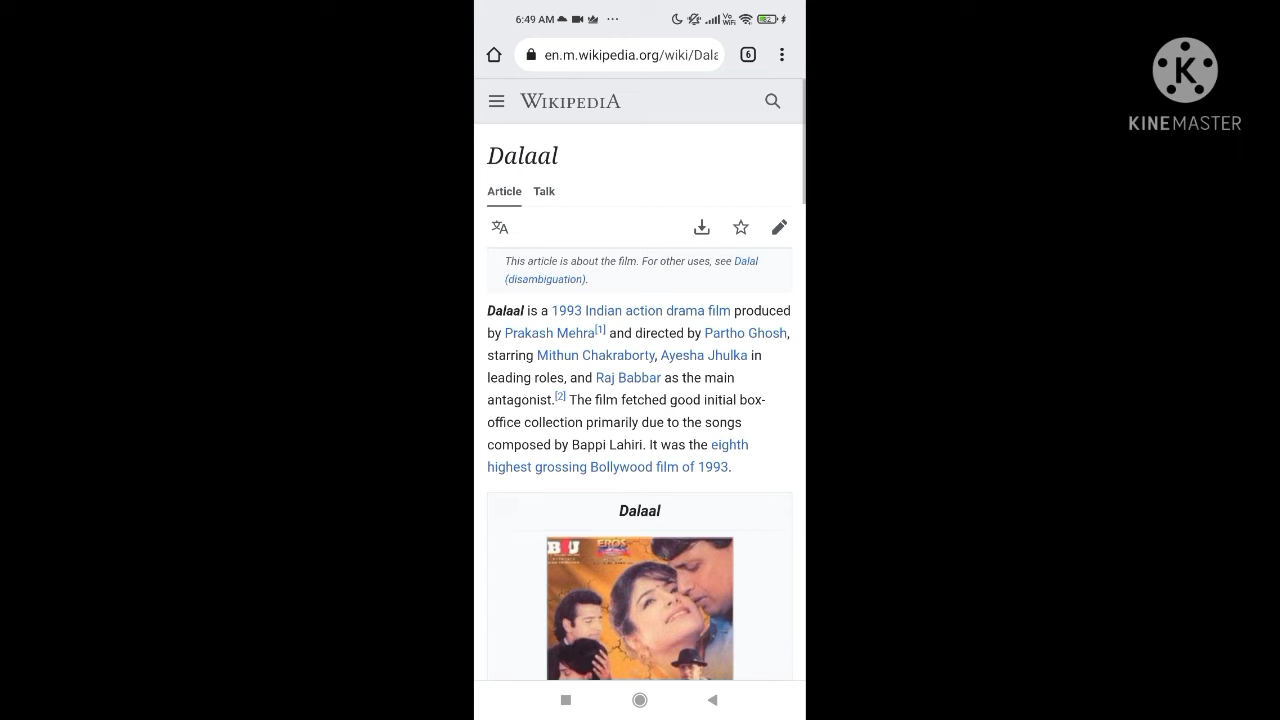 6:49 AM ...
Vo WiFi
en.m.wikipedia.org/wiki/Dala
6
K
KINEMASTER
WIKIPEDIA
Dalaal
Article Talk
This article is about the film. For other uses, see Dalal
(disambiguation).
Dalaal is a 1993 Indian action drama film produced
by Prakash Mehra[1] and directed by Partho Ghosh,
starring Mithun Chakraborty, Ayesha Jhulka in
leading roles, and Raj Babbar as the main
antagonist.[2] The film fetched good initial box-
office collection primarily due to the songs
composed by Bappi Lahiri. It was the eighth
highest grossing Bollywood film of 1993.
Dalaal
EROS